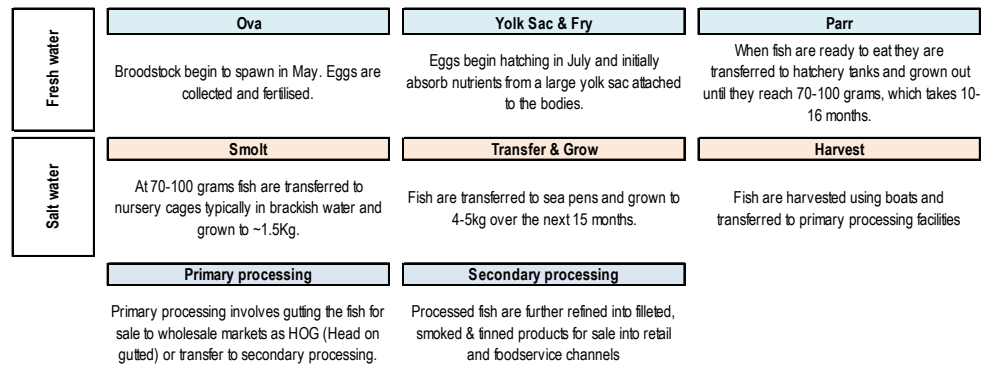 Fresh water
Ova
Broodstock begin to spawn in May. Eggs are
collected and fertilised.
Yolk Sac & Fry
Eggs begin hatching in July and initially
absorb nutrients from a large yolk sac attached
to the bodies.
Parr
When fish are ready to eat they are
transferred to hatchery tanks and grown out
until they reach 70-100 grams, which takes 10-
16 months.
Salt water
Smolt
At 70-100 grams fish are transferred to
nursery cages typically in brackish water and
grown to ~1.5Kg.
Transfer & Grow
Fish are transferred to sea pens and grown to
4-5kg over the next 15 months.
Harvest
Fish are harvested using boats and
transferred to primary processing facilities
Primary processing
Primary processing involves gutting the fish for
sale to wholesale markets as HOG (Head on
gutted) or transfer to secondary processing.
Secondary processing
Processed fish are further refined into filleted,
smoked & tinned products for sale into retail
and foodservice channels